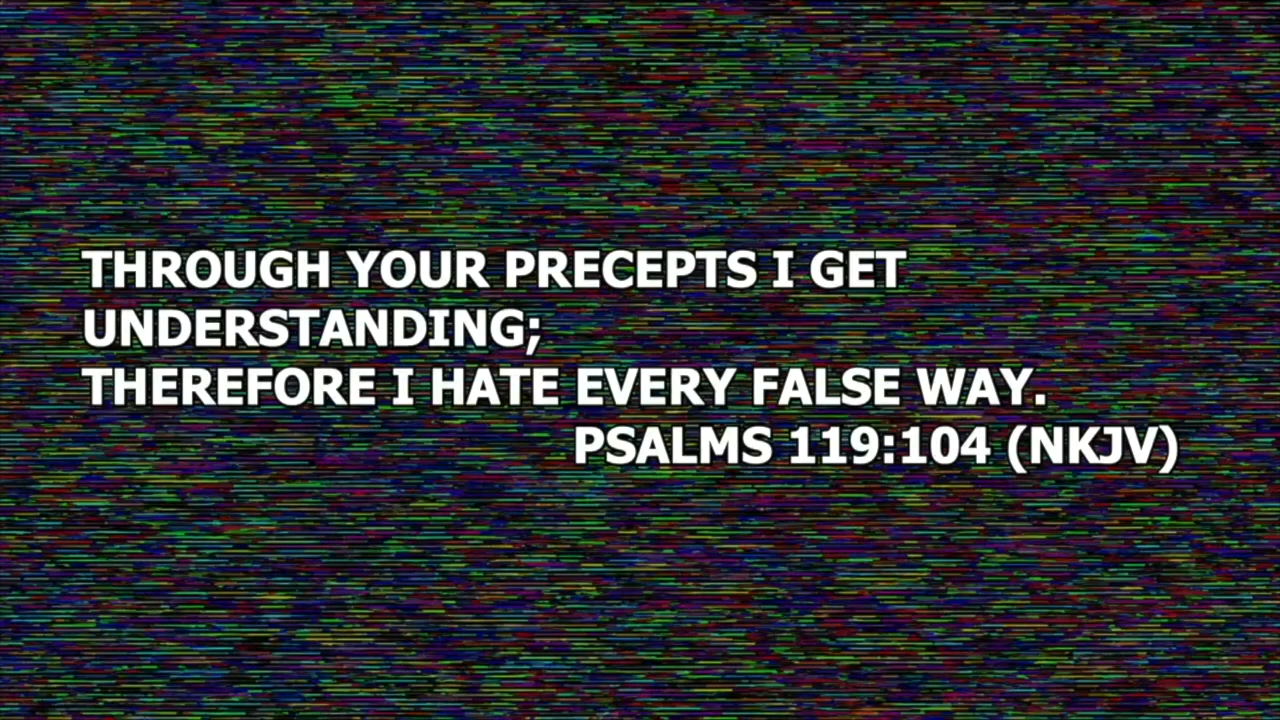 THROUGH YOUR PRECEPTS I GET
UNDERSTANDING;
THEREFORE I HATE EVERY FALSE WAY.
PSALMS 119:104 (NKJV)